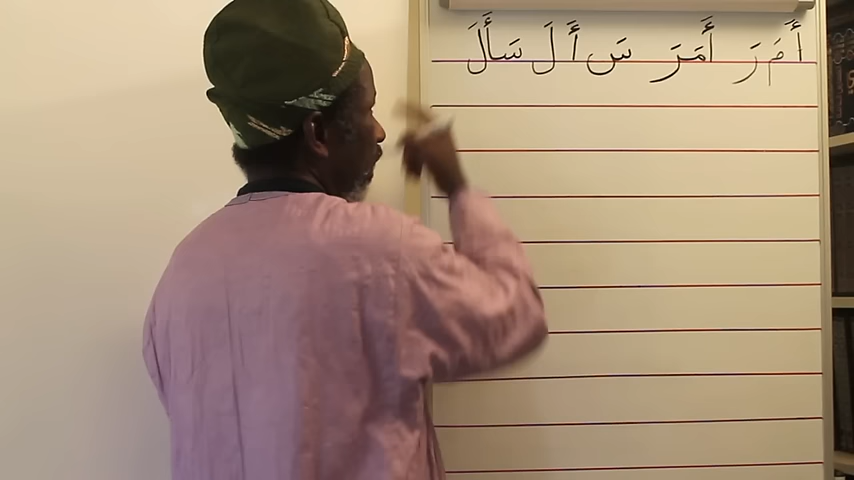 أَ مَ رَ أَمَرَ سَ أَ لَ سَأَلَ